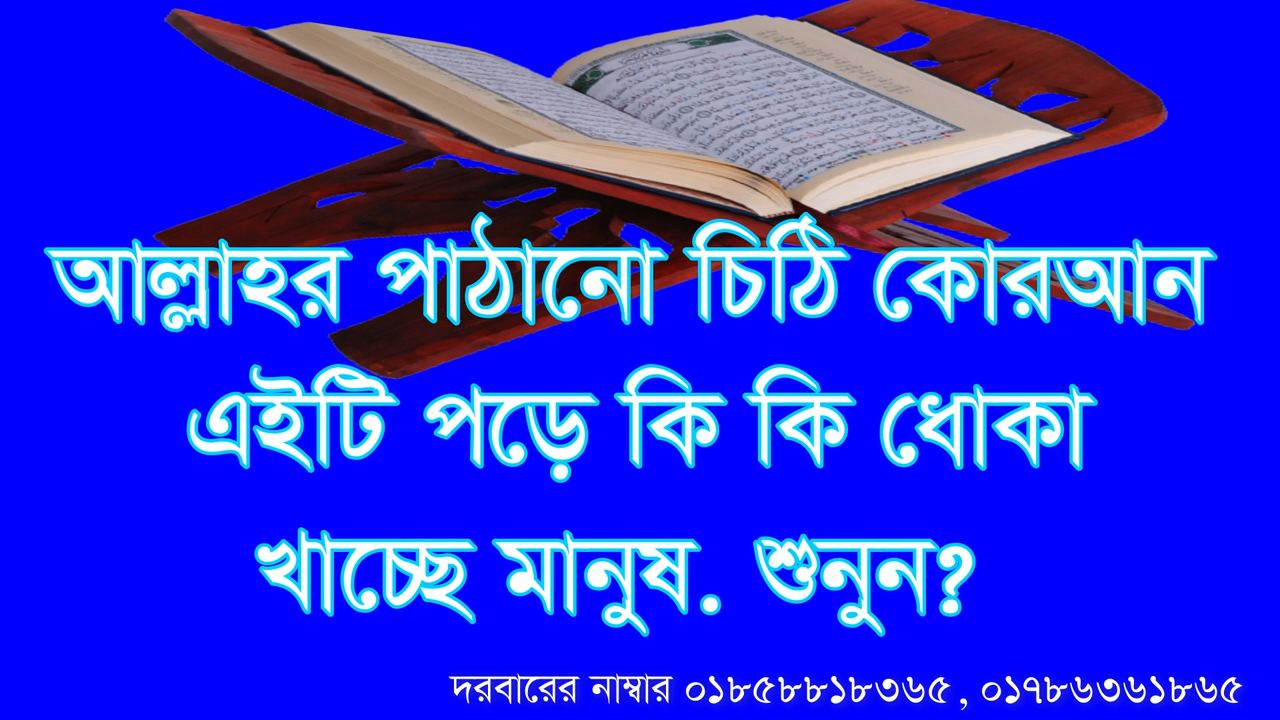 আল্লাহর পাঠানো চিঠি কোরআন
এইটি পড়ে কি কি ধোকা
খাচ্ছে মানুষ. শুনুন?
দরবারের নাম্বার ০১৮৫৮৮১৮৩৬৫, ০১৭৮৬৩৬১৮৬৫